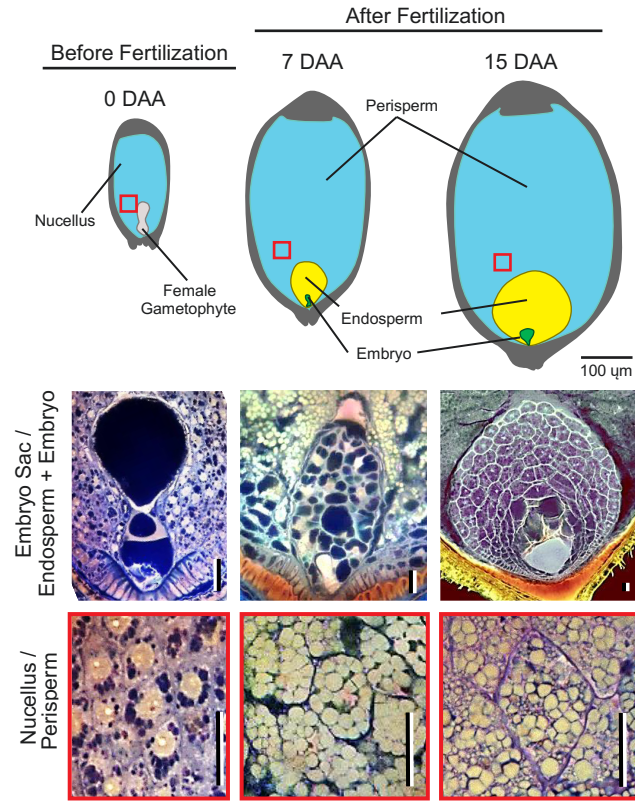 After Fertilization
Before Fertilization
0 DAA
7 DAA
15 DAA
Perisperm
Nucellus
Female
Gametophyte
Endosperm
Embryo
100 ųm
Embryo Sac /
Endosperm + Embryo
Nucellus /
Perisperm